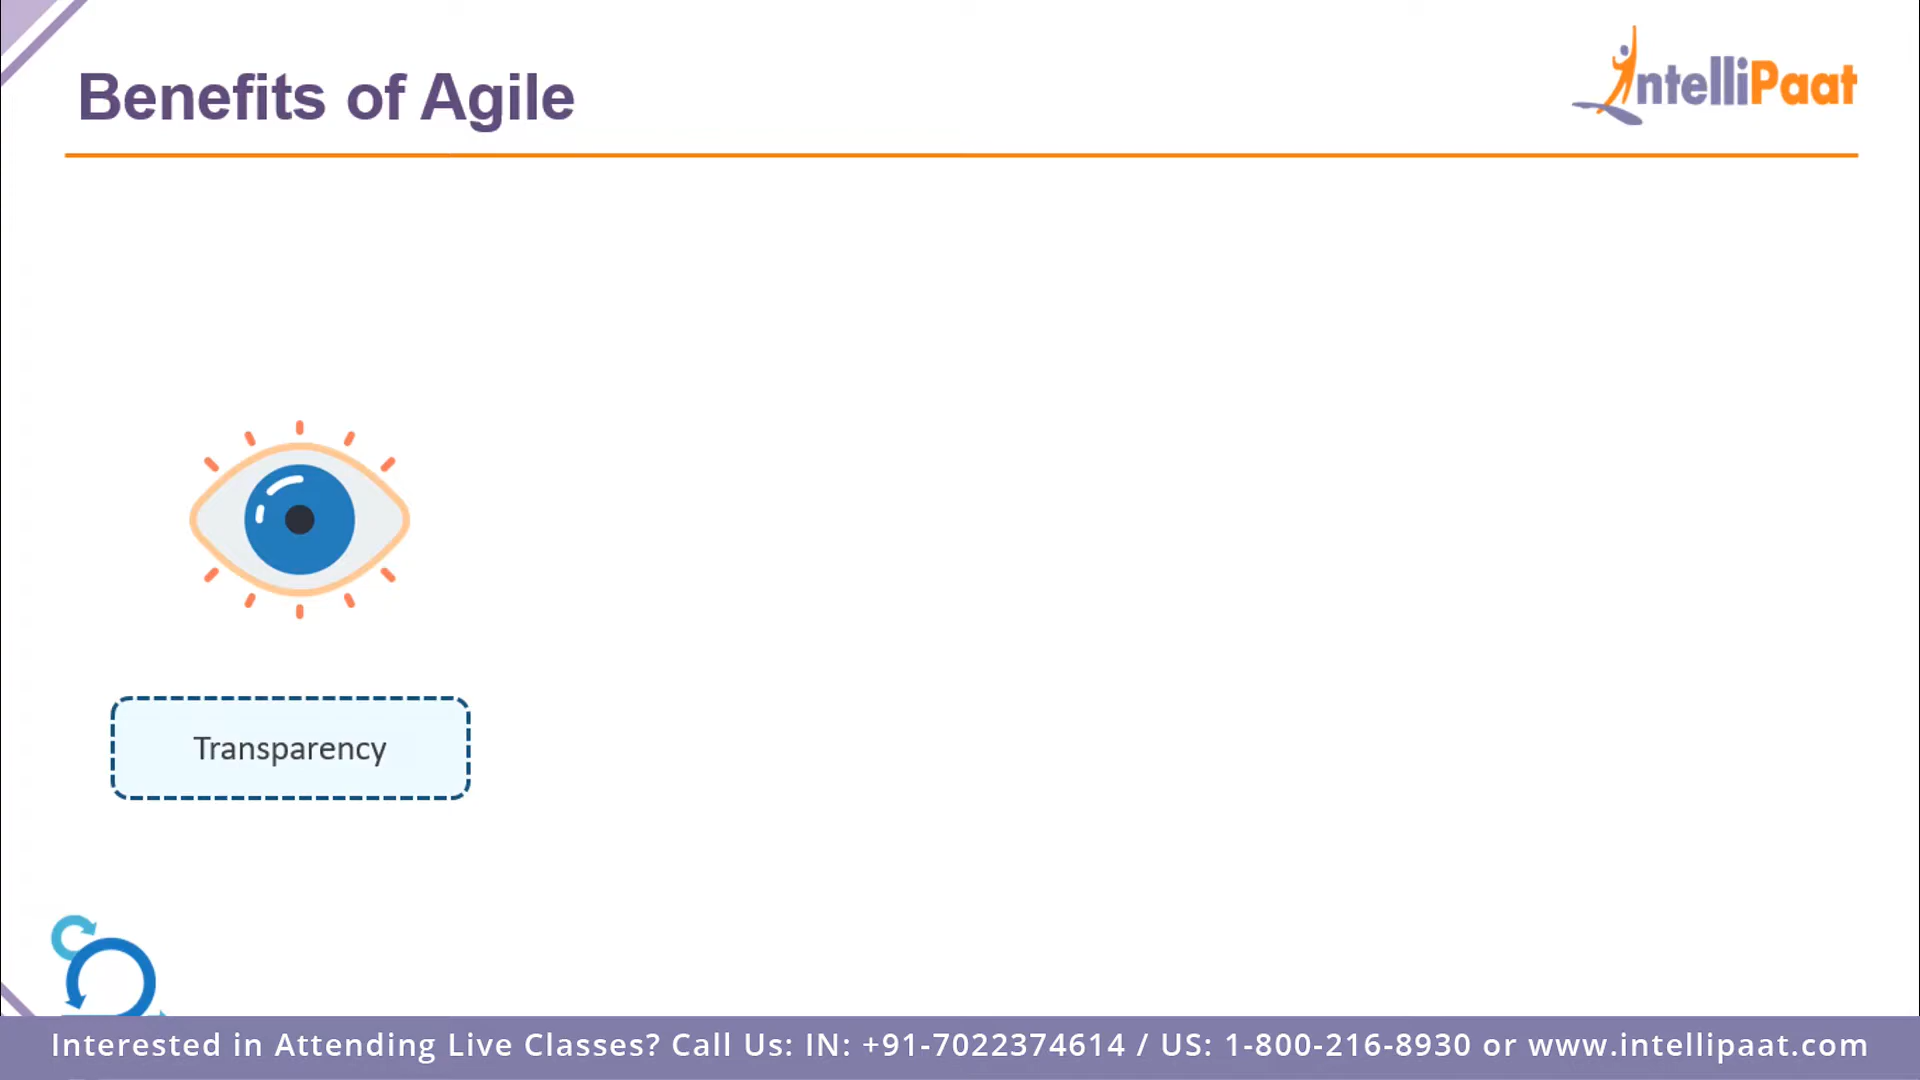 Benefits of Agile
IntelliPaat
Transparency
Interested in Attending Live Classes? Call Us: IN: +91-7022374614 / US: 1-800-216-8930 or www.intellipaat.com